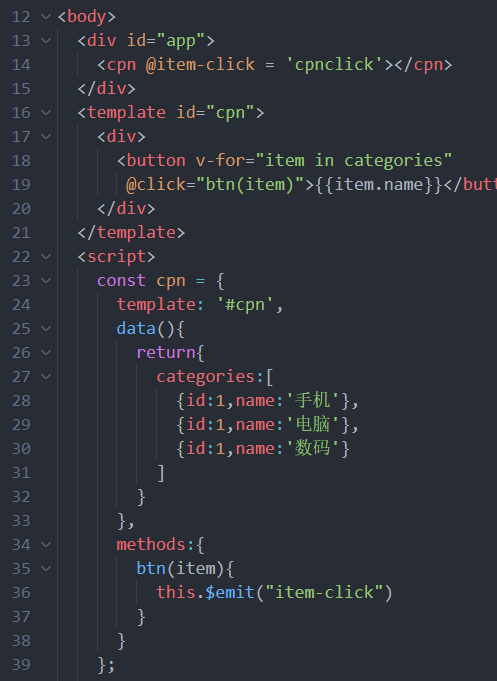 12 <body>
13 <div id="app">
14 <cpn @item-click = 'cpnclick'></cpn>
15 </div>
16 <template id="cpn">
17 <div>
18 <button v-for="item in categories"
19 @click="btn(item)">{{item.name}}</butt
20 </div>
21 </template>
22 <script>
23 const cpn = {
24 template: '#cpn',
25 data(){
26 return{
27 categories:[
28 {id:1,name:'手机'},
29 {id:1,name:'电脑'},
30 {id:1,name:'数码'}
31 ]
32 }
33 },
34 methods:{
35 btn(item){
36 this.$emit("item-click")
37 }
38 }
39 };